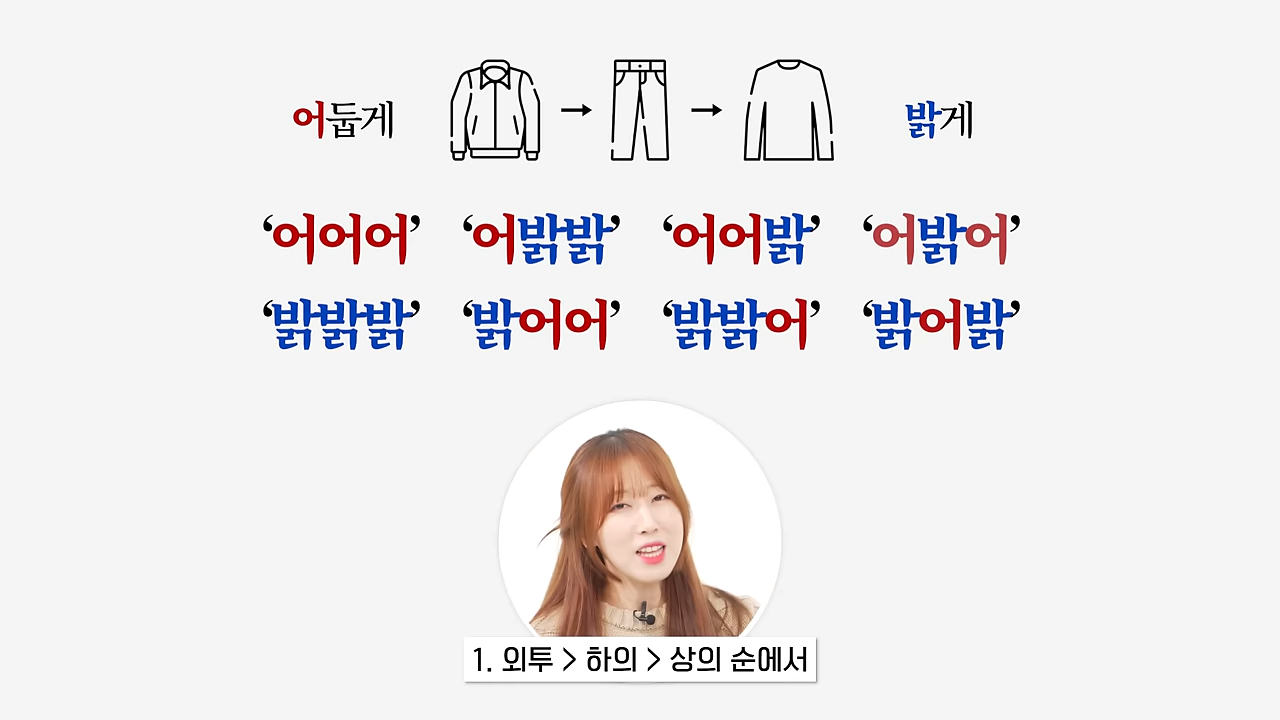 어둡게 → → 밝게
‘어어어’ ‘어밝밝’ ‘어어밝’ ‘어밝어’
‘밝밝밝’ ‘밝어어’ ‘밝밝어’ ‘밝어밝’
1. 외투 > 하의 > 상의 순에서